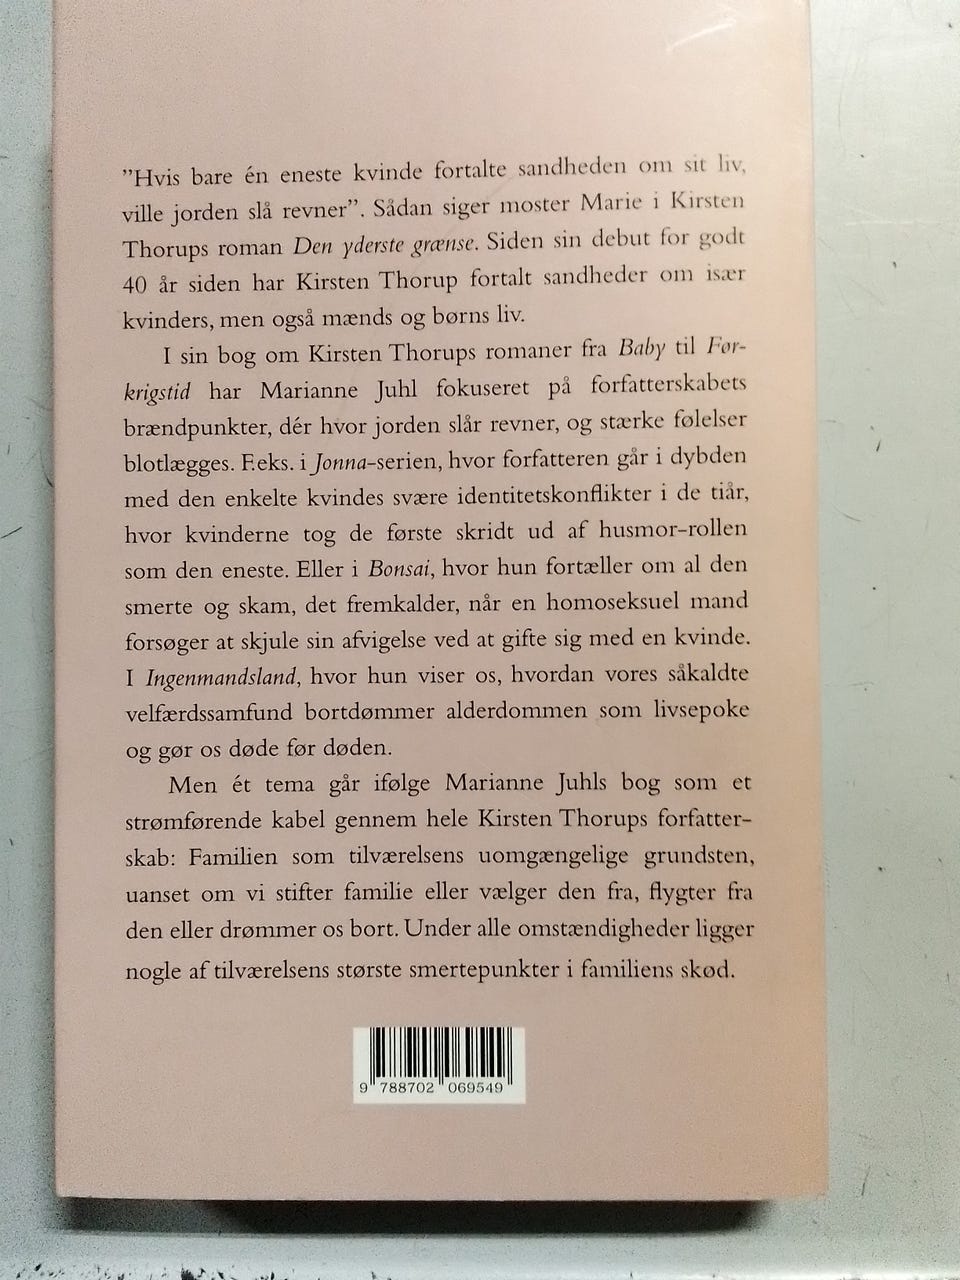 ”Hvis bare én eneste kvinde fortalte sandheden om sit liv,
ville jorden slå revner”. Sådan siger moster Marie i Kirsten
Thorups roman Den yderste grænse. Siden sin debut for godt
40 år siden har Kirsten Thorup fortalt sandheder om især
kvinders, men også mænds og børns liv.
I sin bog om Kirsten Thorups romaner fra Baby til Før-
krigstid har Marianne Juhl fokuseret på forfatterskabets
brændpunkter, dér hvor jorden slår revner, og stærke følelser
blotlægges. F.eks. i Jonna-serien, hvor forfatteren går i dybden
med den enkelte kvindes svære identitetskonflikter i de tiår,
hvor kvinderne tog de første skridt ud af husmor-rollen
som den eneste. Eller i Bonsai, hvor hun fortæller om al den
smerte og skam, det fremkalder, når en homoseksuel mand
forsøger at skjule sin afvigelse ved at gifte sig med en kvinde.
I Ingenmandsland, hvor hun viser os, hvordan vores såkaldte
velfærdssamfund bortdømmer alderdommen som livsepoke
og gør os døde før døden.
Men ét tema går ifølge Marianne Juhls bog som et
strømførende kabel gennem hele Kirsten Thorups forfatter-
skab: Familien som tilværelsens uomgængelige grundsten,
uanset om vi stifter familie eller vælger den fra, flygter fra
den eller drømmer os bort. Under alle omstændigheder ligger
nogle af tilværelsens største smertepunkter i familiens skød.
9 788702 069549